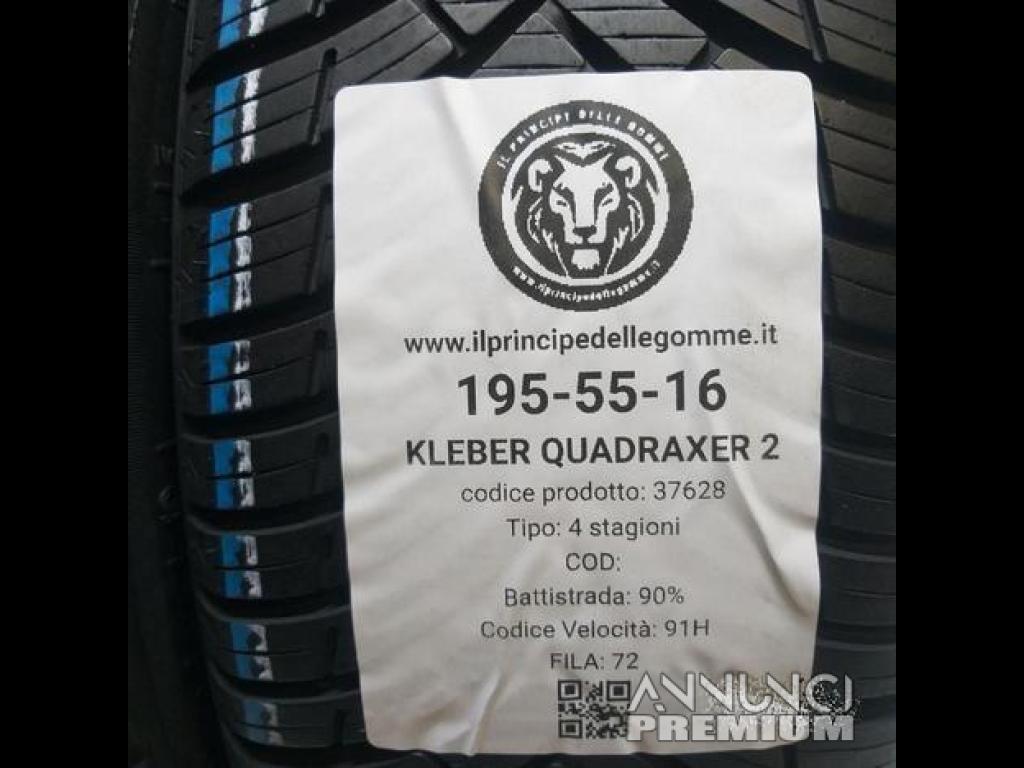 IL PRINCIPE DELLE GOMME
www.ilprincipedellegomme.it
www.ilprincipedellegomme.it
195-55-16
KLEBER QUADRAXER 2
codice prodotto: 37628
Tipo: 4 stagioni
COD:
Battistrada: 90%
Codice Velocità: 91H
FILA: 72
ANNUNCI
PREMIUM